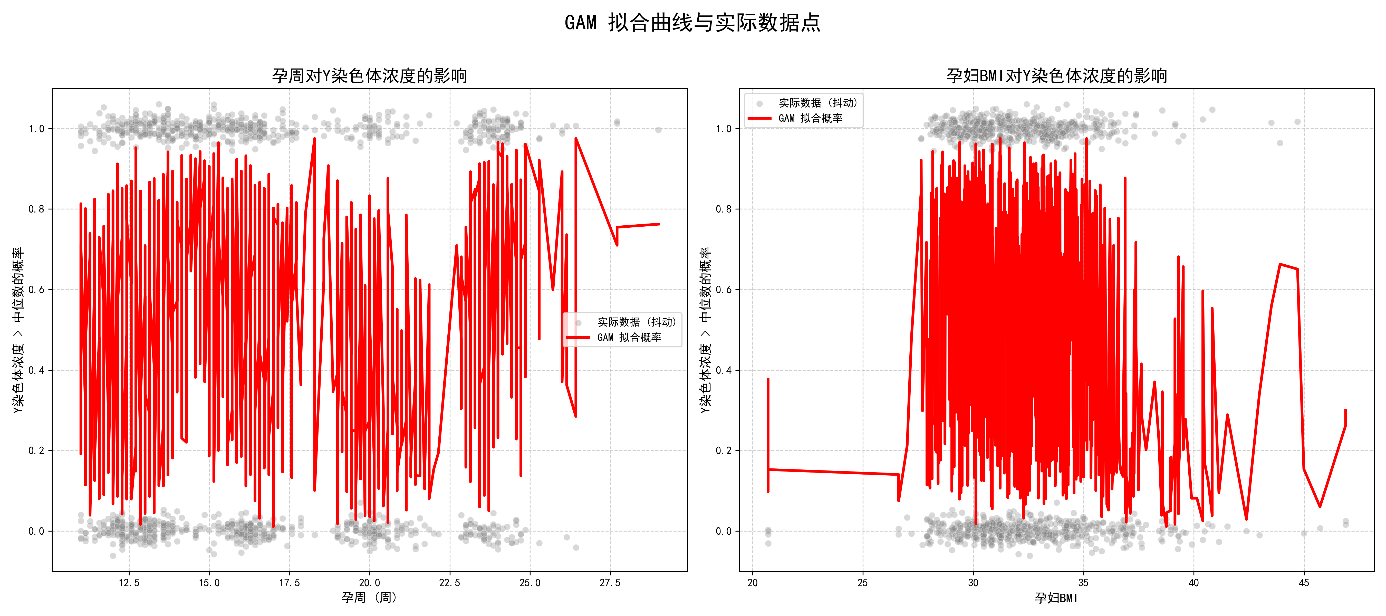 GAM 拟合曲线与实际数据点
孕周对Y染色体浓度的影响
Y染色体浓度 > 中位数的概率
1.0
0.8
0.6
0.4
0.2
0.0
实际数据 (抖动)
GAM 拟合概率
12.5 15.0 17.5 20.0 22.5 25.0 27.5
孕周 (周)
孕妇BMI对Y染色体浓度的影响
Y染色体浓度 > 中位数的概率
实际数据 (抖动)
GAM 拟合概率
1.0
0.8
0.6
0.4
0.2
0.0
20 25 30 35 40 45
孕妇BMI